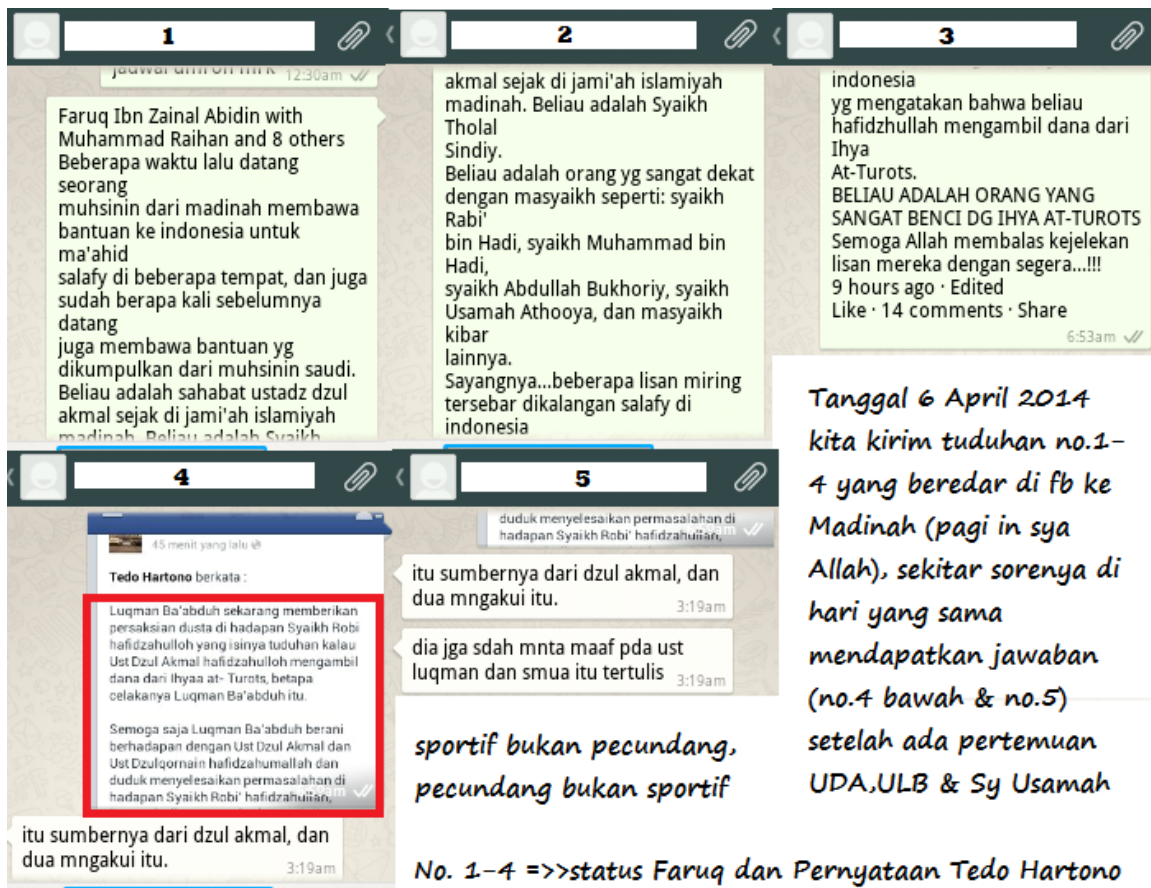 1
jadwal umroh mrk 12:30am
Faruq Ibn Zainal Abidin with
Muhammad Raihan and 8 others
Beberapa waktu lalu datang
seorang
muhsinin dari madinah membawa
bantuan ke indonesia untuk
ma'ahid
salafy di beberapa tempat, dan juga
sudah berapa kali sebelumnya
datang
juga membawa bantuan yg
dikumpulkan dari muhsinin saudi.
Beliau adalah sahabat ustadz dzul
akmal sejak di jami'ah islamiyah
madinah. Beliau adalah Syaikh
2
akmal sejak di jami'ah islamiyah
madinah. Beliau adalah Syaikh
Tholal
Sindiy.
Beliau adalah orang yg sangat dekat
dengan masyaikh seperti: syaikh
Rabi'
bin Hadi, syaikh Muhammad bin
Hadi,
syaikh Abdullah Bukhoriy, syaikh
Usamah Athooya, dan masyaikh
kibar
lainnya.
Sayangnya...beberapa lisan miring
tersebar dikalangan salafy di
indonesia
3
indonesia
yg mengatakan bahwa beliau
hafidzhullah mengambil dana dari
Ihya
At-Turots.
BELIAU ADALAH ORANG YANG
SANGAT BENCI DG IHYA AT-TUROTS
Semoga Allah membalas kejelekan
lisan mereka dengan segera...!!!
9 hours ago · Edited
Like · 14 comments · Share
6:53am
4
45 menit yang lalu
Tedo Hartono berkata :
Luqman Ba'abduh sekarang memberikan
persaksian dusta di hadapan Syaikh Robi
hafidzahulloh yang isinya tuduhan kalau
Ust Dzul Akmal hafidzahulloh mengambil
dana dari Ihyaa at- Turots, betapa
celakanya Luqman Ba'abduh itu.
Semoga saja Luqman Ba'abduh berani
berhadapan dengan Ust Dzul Akmal dan
Ust Dzulqornain hafidzahumallah dan
duduk menyelesaikan permasalahan di
hadapan Syaikh Robi' hafidzahullah,
itu sumbernya dari dzul akmal, dan
dua mngakui itu.
3:19am
5
duduk menyelesaikan permasalahan di
hadapan Syaikh Robi' hafidzahullah,
itu sumbernya dari dzul akmal, dan
dua mngakui itu.
3:19am
dia jga sdah mnta maaf pda ust
luqman dan smua itu tertulis
3:19am
sportif bukan pecundang,
pecundang bukan sportif
Tanggal 6 April 2014
kita kirim tuduhan no.1-
4 yang beredar di fb ke
Madinah (pagi in sya
Allah), sekitar sorenya di
hari yang sama
mendapatkan jawaban
(no.4 bawah & no.5)
setelah ada pertemuan
UDA,ULB & Sy Usamah
No. 1-4 =>>status Faruq dan Pernyataan Tedo Hartono